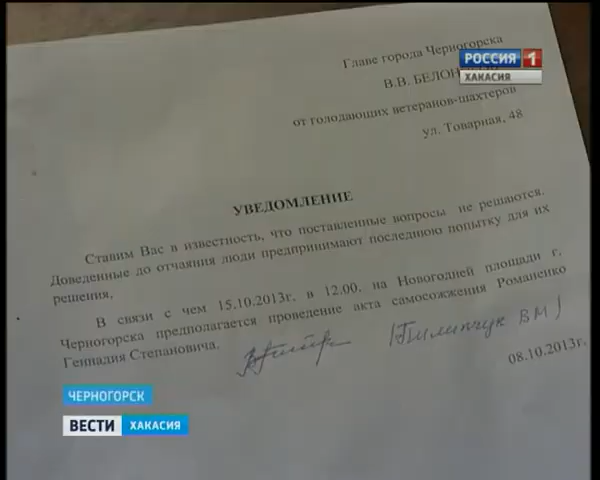 Главе города Черногорска
РОССИЯ 1
ХАКАСИЯ
В.В.
от голодающих ветеранов-шахтеров
ул. Товарная, 48
УВЕДОМЛЕНИЕ
Ставим Вас в известность, что поставленные вопросы не решаются.
Доведенные до отчаяния люди предпринимают последнюю попытку для их
решения.
В связи с чем 15.10.2013г. в 12.00, на Новогодней площади г.
Черногорска предполагается проведение акта самосожжения Романенко
Геннадия Степановича.
(Пилипчук ВМ)
08.10.2013г.
ЧЕРНОГОРСК
ВЕСТИ ХАКАСИЯ